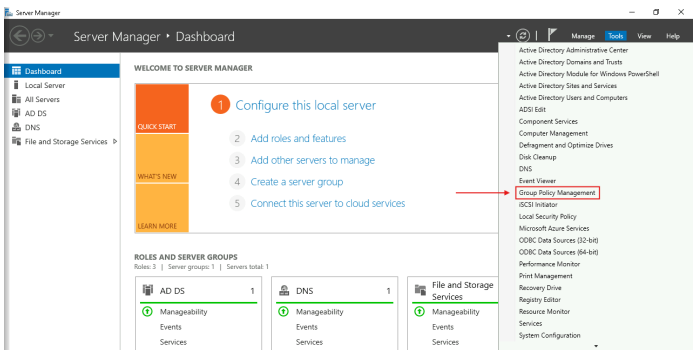 Server Manager
Server Manager • Dashboard
Manage Tools View Help
Dashboard
Local Server
All Servers
AD DS
DNS
File and Storage Services
WELCOME TO SERVER MANAGER
QUICK START
WHAT'S NEW
LEARN MORE
1 Configure this local server
2 Add roles and features
3 Add other servers to manage
4 Create a server group
5 Connect this server to cloud services
ROLES AND SERVER GROUPS
Roles: 3 | Server groups: 1 | Servers total: 1
AD DS 1
Manageability
Events
Services
DNS 1
Manageability
Events
Services
File and Storage
Services
Manageability
Events
Services
Active Directory Administrative Center
Active Directory Domains and Trusts
Active Directory Module for Windows PowerShell
Active Directory Sites and Services
Active Directory Users and Computers
ADSI Edit
Component Services
Computer Management
Defragment and Optimize Drives
Disk Cleanup
DNS
Event Viewer
Group Policy Management
iSCSI Initiator
Local Security Policy
Microsoft Azure Services
ODBC Data Sources (32-bit)
ODBC Data Sources (64-bit)
Performance Monitor
Print Management
Recovery Drive
Registry Editor
Resource Monitor
Services
System Configuration